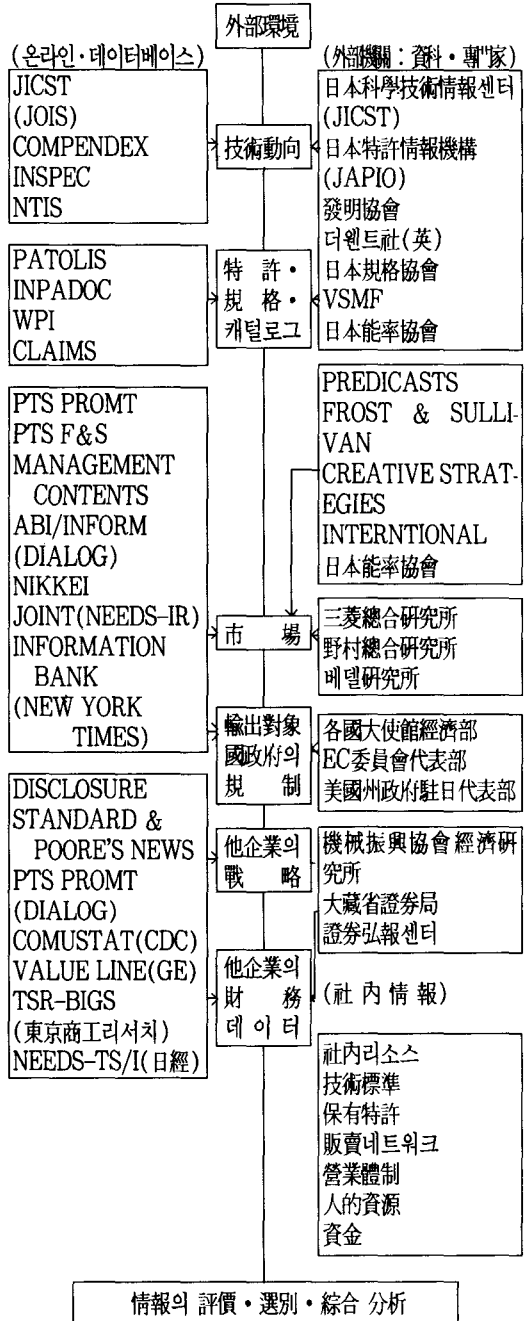 外部環境
(온라인·데이터베이스)
JICST
(JOIS)
COMPENDEX
INSPEC
NTIS
PATOLIS
INPADOC
WPI
CLAIMS
PTS PROMT
PTS F&S
MANAGEMENT
CONTENTS
ABI/INFORM
(DIALOG)
NIKKEI
JOINT(NEEDS-IR)
INFORMATION
BANK
(NEW YORK
TIMES)
DISCLOSURE
STANDARD &
POORE'S NEWS
PTS PROMT
(DIALOG)
COMUSTAT(CDC)
VALUE LINE(GE)
TSR-BIGS
(東京商工리서치)
NEEDS-TS/I(日經)
技術動向
特 許·
規 格·
캐털로그
市 場
輸出對象
國政府의
規 制
他企業의
戰 略
他企業의
財 務
데 이 터
(外部機關: 資料·專門家)
日本科學技術情報센터
(JICST)
日本特許情報機構
(JAPIO)
發明協會
더웬트社(英)
日本規格協會
VSMF
日本能率協會
PREDICASTS
FROST & SULLI-
VAN
CREATIVE STRAT-
EGIES
INTERNTIONAL
日本能率協會
三菱總合硏究所
野村總合硏究所
베델硏究所
各國大使館經濟部
EC委員會代表部
美國州政府駐日代表部
機械振興協會 經濟硏
究所
大藏省證券局
證券弘報센터
(社 內 情 報)
社內리소스
技術標準
保有特許
販賣네트워크
營業體制
人的資源
資金
情報의 評價·選別·綜合 分析